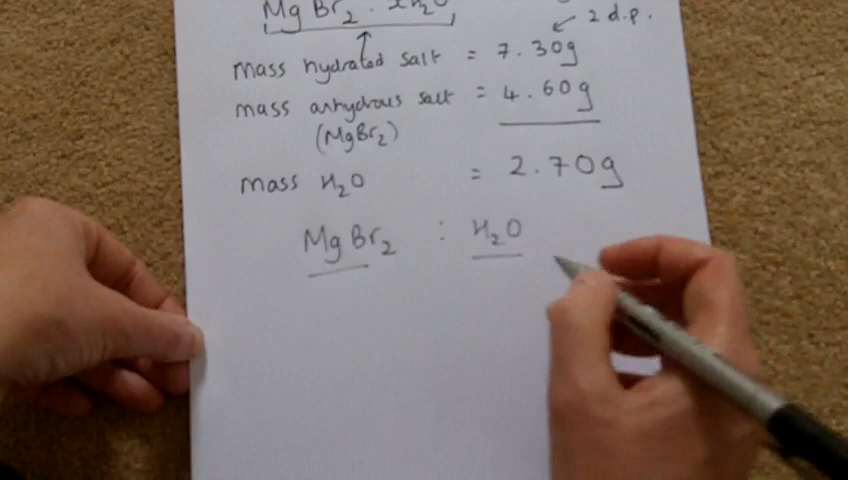 MgBr₂ . xH₂O
2 d.p.
mass hydrated salt = 7.30g
mass anhydrous salt = 4.60g
(MgBr₂)
mass H₂O = 2.70g
MgBr₂ : H₂O